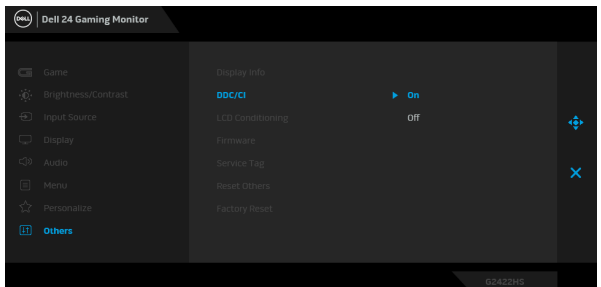 DELL Dell 24 Gaming Monitor
Game
Brightness/Contrast
Input Source
Display
Audio
Menu
Personalize
Others
Display Info
DDC/CI
LCD Conditioning
Firmware
Service Tag
Reset Others
Factory Reset
On
Off
G2422HS